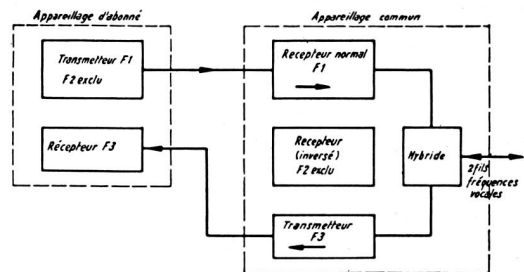 Appareillage d'abonné
Appareillage commun
Transmetteur F1
F2 exclu
Recepteur normal
F1
Récepteur F3
Recepteur
(inversé)
F2 exclu
Hybride
2 fils
fréquences
vocales
Transmetteur
F3